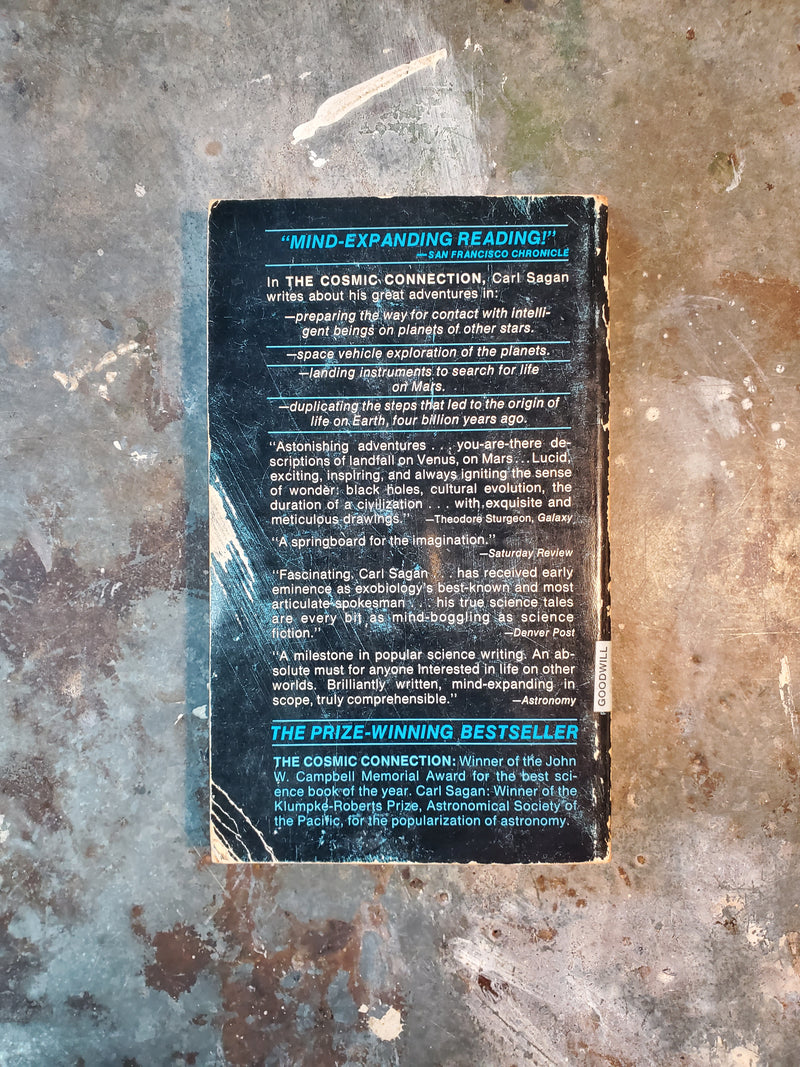 "MIND-EXPANDING READING!"
—SAN FRANCISCO CHRONICLE
In THE COSMIC CONNECTION, Carl Sagan
writes about his great adventures in:
—preparing the way for contact with intelli-
gent beings on planets of other stars.
—space vehicle exploration of the planets.
—landing instruments to search for life
on Mars.
—duplicating the steps that led to the origin of
life on Earth, four billion years ago.
"Astonishing adventures . . . you-are-there de-
scriptions of landfall on Venus, on Mars . . . Lucid,
exciting, inspiring, and always igniting the sense
of wonder: black holes, cultural evolution, the
duration of a civilization . . . with exquisite and
meticulous drawings." —Theodore Sturgeon, Galaxy
"A springboard for the imagination."
—Saturday Review
"Fascinating. Carl Sagan . . . has received early
eminence as exobiology's best-known and most
articulate spokesman . . . his true science tales
are every bit as mind-boggling as science
fiction." —Denver Post
"A milestone in popular science writing. An ab-
solute must for anyone interested in life on other
worlds. Brilliantly written, mind-expanding in
scope, truly comprehensible." —Astronomy
THE PRIZE-WINNING BESTSELLER
THE COSMIC CONNECTION: Winner of the John
W. Campbell Memorial Award for the best sci-
ence book of the year. Carl Sagan: Winner of the
Klumpke-Roberts Prize, Astronomical Society of
the Pacific, for the popularization of astronomy.
GOODWILL